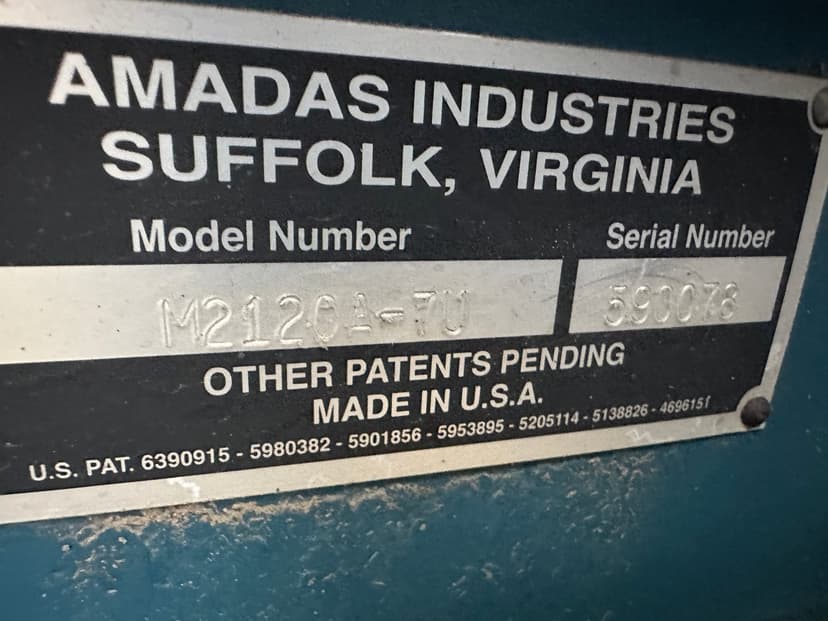 AMADAS INDUSTRIES
SUFFOLK, VIRGINIA
Model Number Serial Number
M2120A-7U 590078
OTHER PATENTS PENDING
MADE IN U.S.A.
U.S. PAT. 6390915 - 5980382 - 5901856 - 5953895 - 5205114 - 5138826 - 4696151